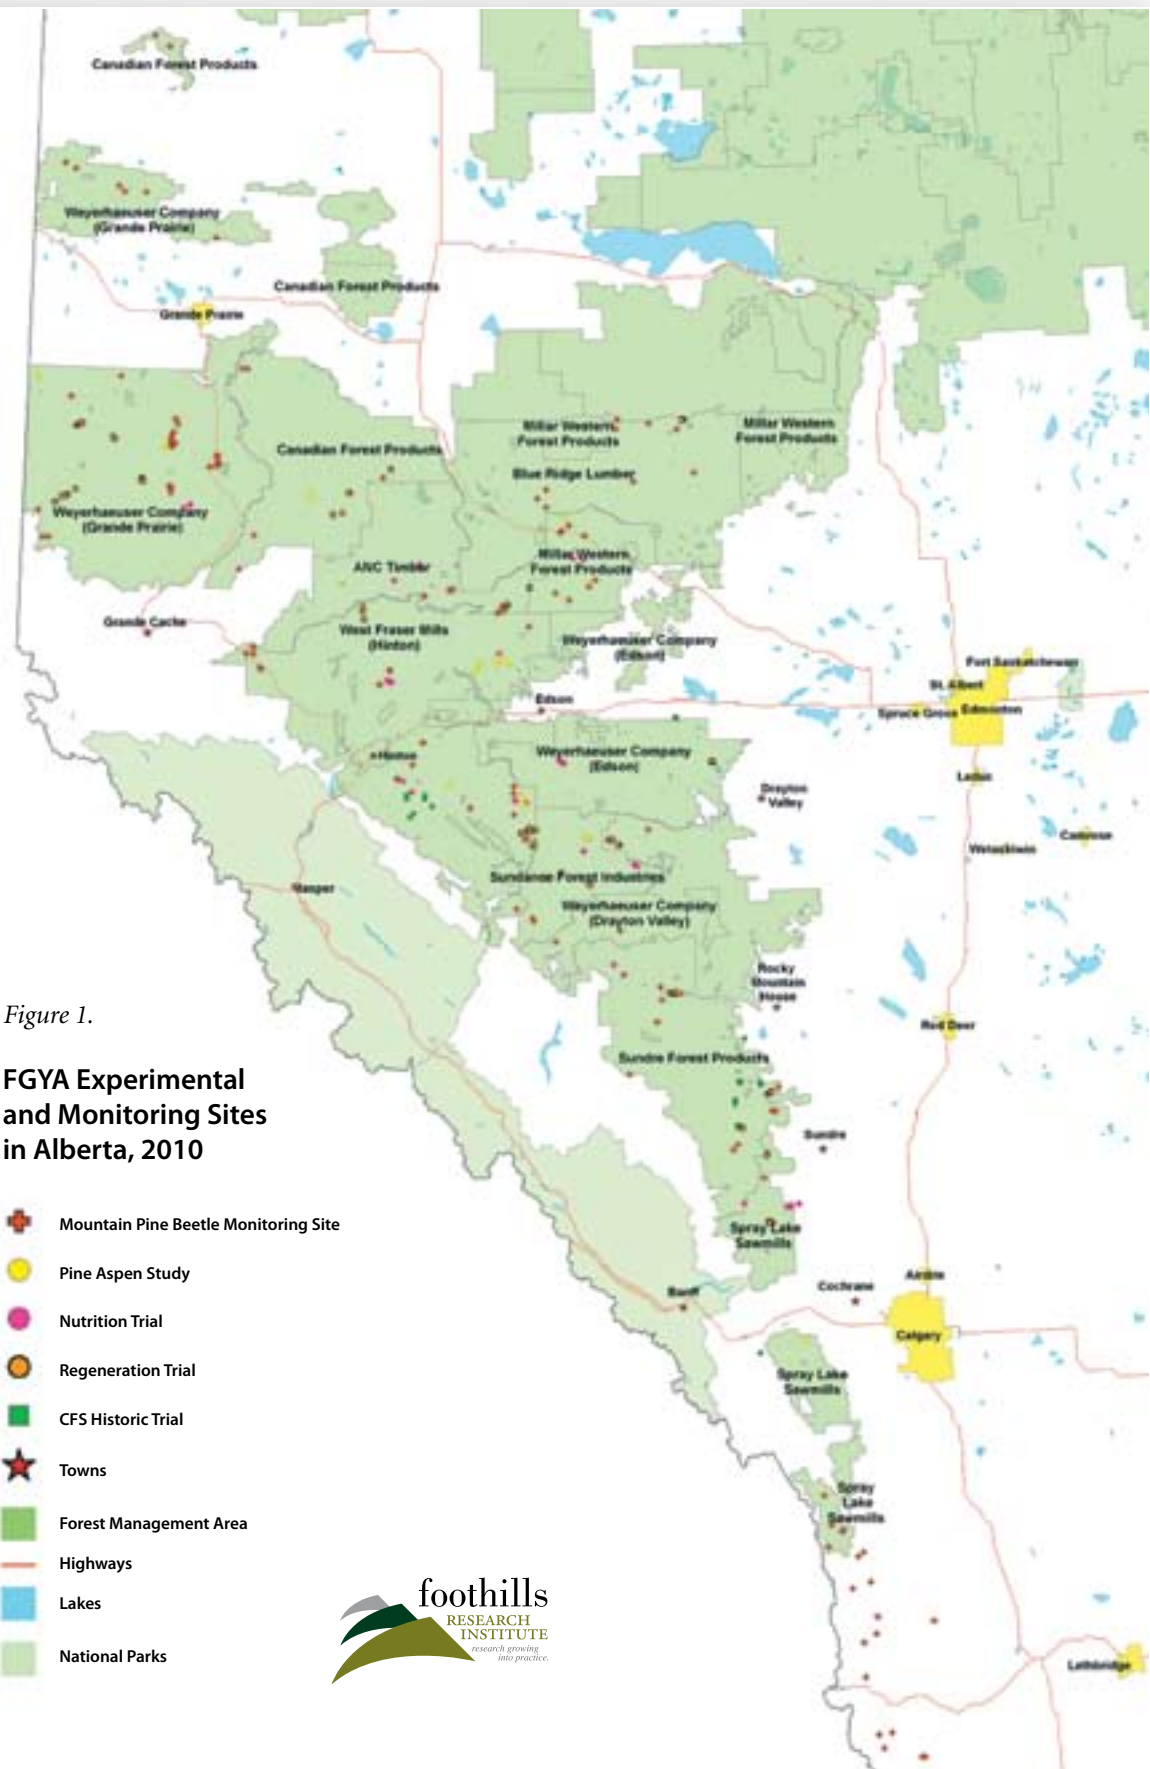 Canadian Forest Products
Weyerhaeuser Company
(Grande Prairie)
Canadian Forest Products
Grande Prairie
Millar Western
Forest Products
Millar Western
Forest Products
Canadian Forest Products
Blue Ridge Lumber
Weyerhaeuser Company
(Grande Prairie)
Millar Western
Forest Products
ANC Timber
Grande Cache
West Fraser Mills
(Hinton)
Weyerhaeuser Company
(Edson)
Fort Saskatchewan
St. Albert
Edson
Spruce Grove
Edmonton
Hinton
Weyerhaeuser Company
(Edson)
Leduc
Drayton
Valley
Camrose
Wetaskiwin
Sundance Forest Industries
Jasper
Weyerhaeuser Company
(Drayton Valley)
Rocky
Mountain
House
Figure 1.
Red Deer
Sundre Forest Products
FGYA Experimental
and Monitoring Sites
in Alberta, 2010
Sundre
Spray Lake
Sawmills
Mountain Pine Beetle Monitoring Site
Pine Aspen Study
Nutrition Trial
Regeneration Trial
CFS Historic Trial
Towns
Forest Management Area
Highways
Lakes
National Parks
Airdrie
Cochrane
Banff
Calgary
Spray Lake
Sawmills
Spray
Lake
Sawmills
foothills
RESEARCH
INSTITUTE
research growing
into practice.
Lethbridge